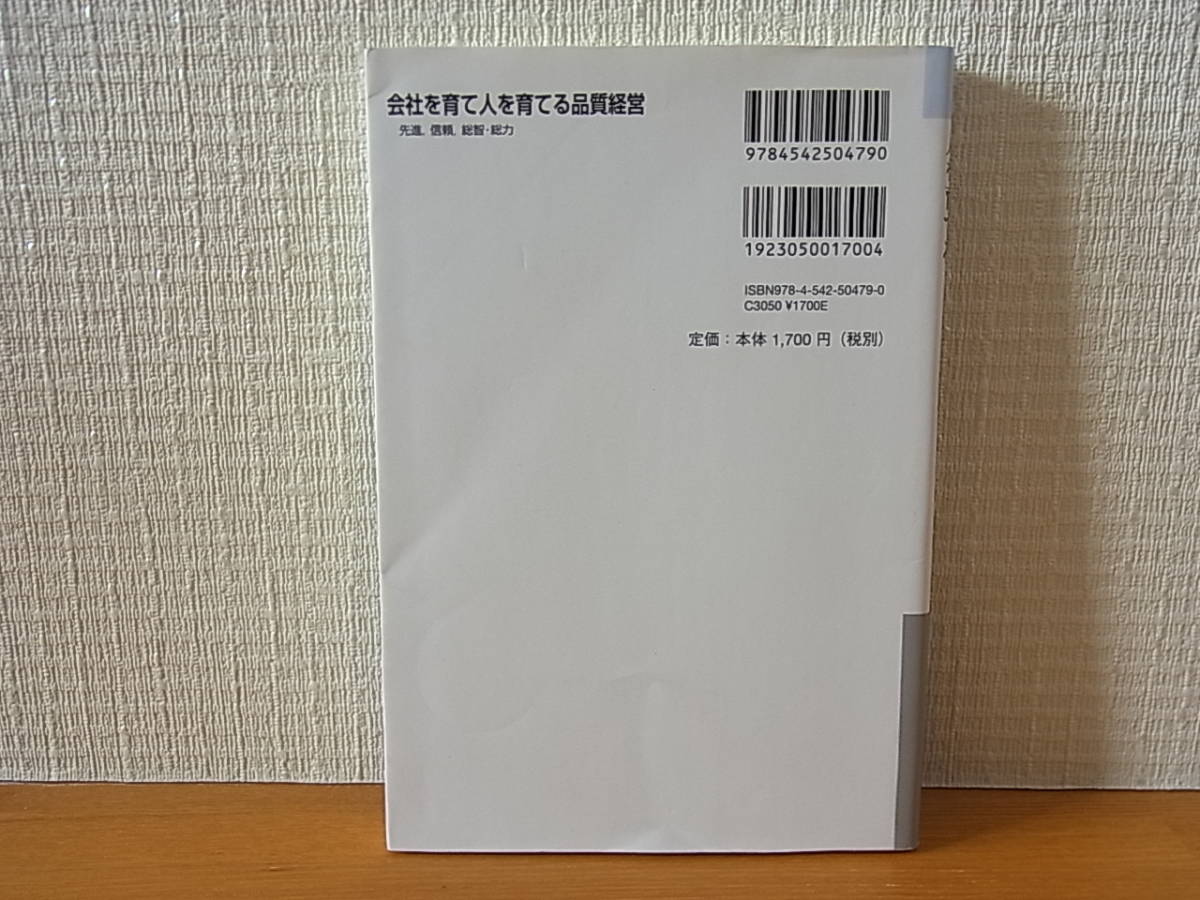 会社を育て人を育てる品質経営
先進, 信頼, 総智・総力
9784542504790
1923050017004
ISBN978-4-542-50479-0
C3050 ¥1700E
定価：本体 1,700 円（税別）